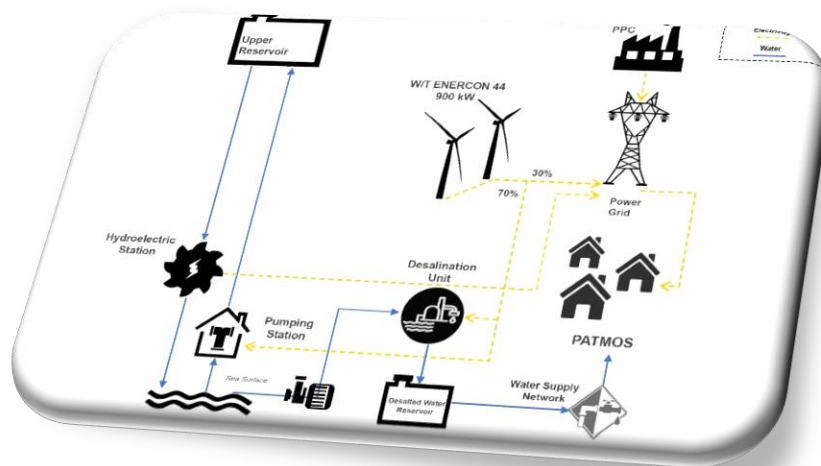 Upper
Reservoir
PPC
Electricity
Water
W/T ENERCON 44
900 kW
30%
70%
Power
Grid
Hydroelectric
Station
Desalination
Unit
Pumping
Station
PATMOS
Sea Surface
Water Supply
Network
Desalted Water
Reservoir